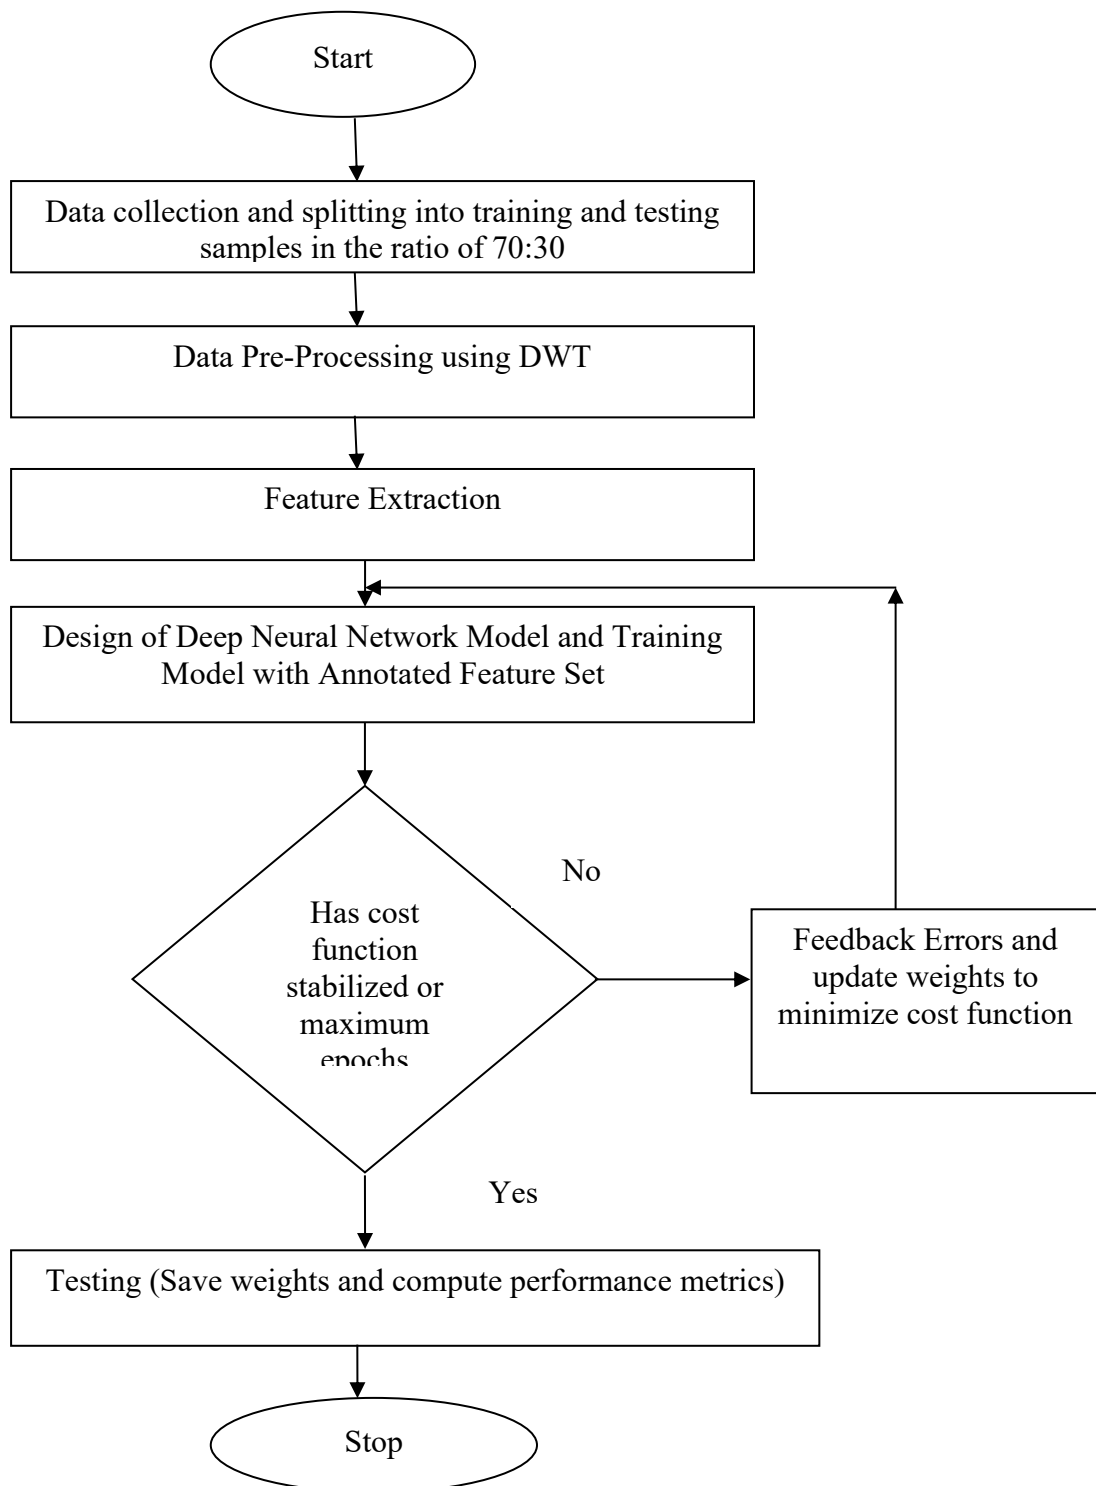 Start
Data collection and splitting into training and testing
samples in the ratio of 70:30
Data Pre-Processing using DWT
Feature Extraction
Design of Deep Neural Network Model and Training
Model with Annotated Feature Set
No
Has cost
function
stabilized or
maximum
epochs
Feedback Errors and
update weights to
minimize cost function
Yes
Testing (Save weights and compute performance metrics)
Stop